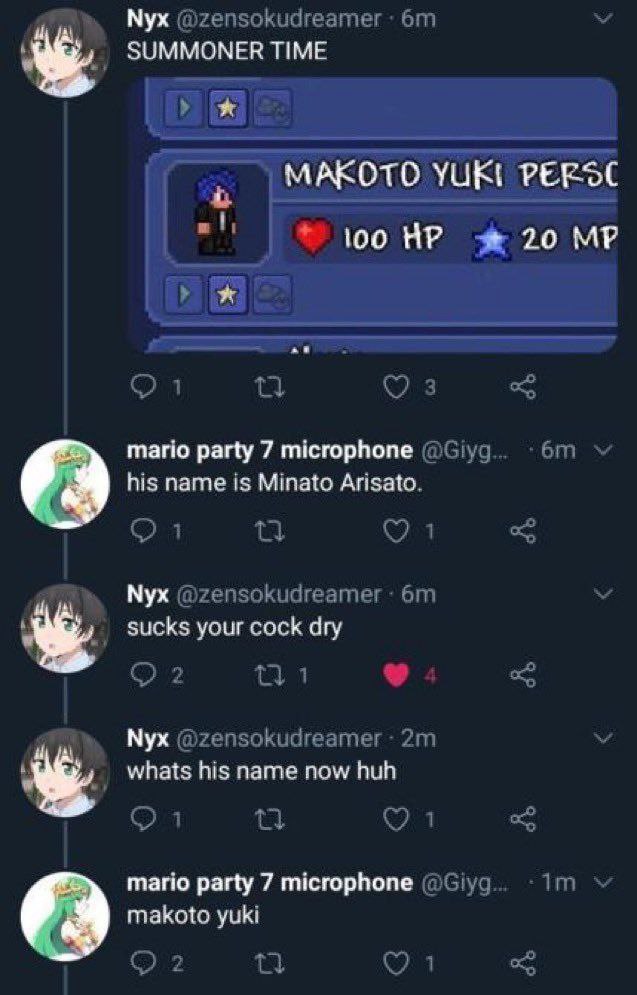 Nyx @zensokudreamer · 6m
SUMMONER TIME
MAKOTO YUKI PERSO
100 HP 20 MP
1 3
mario party 7 microphone @Giyg... · 6m
his name is Minato Arisato.
1 1
Nyx @zensokudreamer · 6m
sucks your cock dry
2 1 4
Nyx @zensokudreamer · 2m
whats his name now huh
1 1
mario party 7 microphone @Giyg... · 1m
makoto yuki
2 1